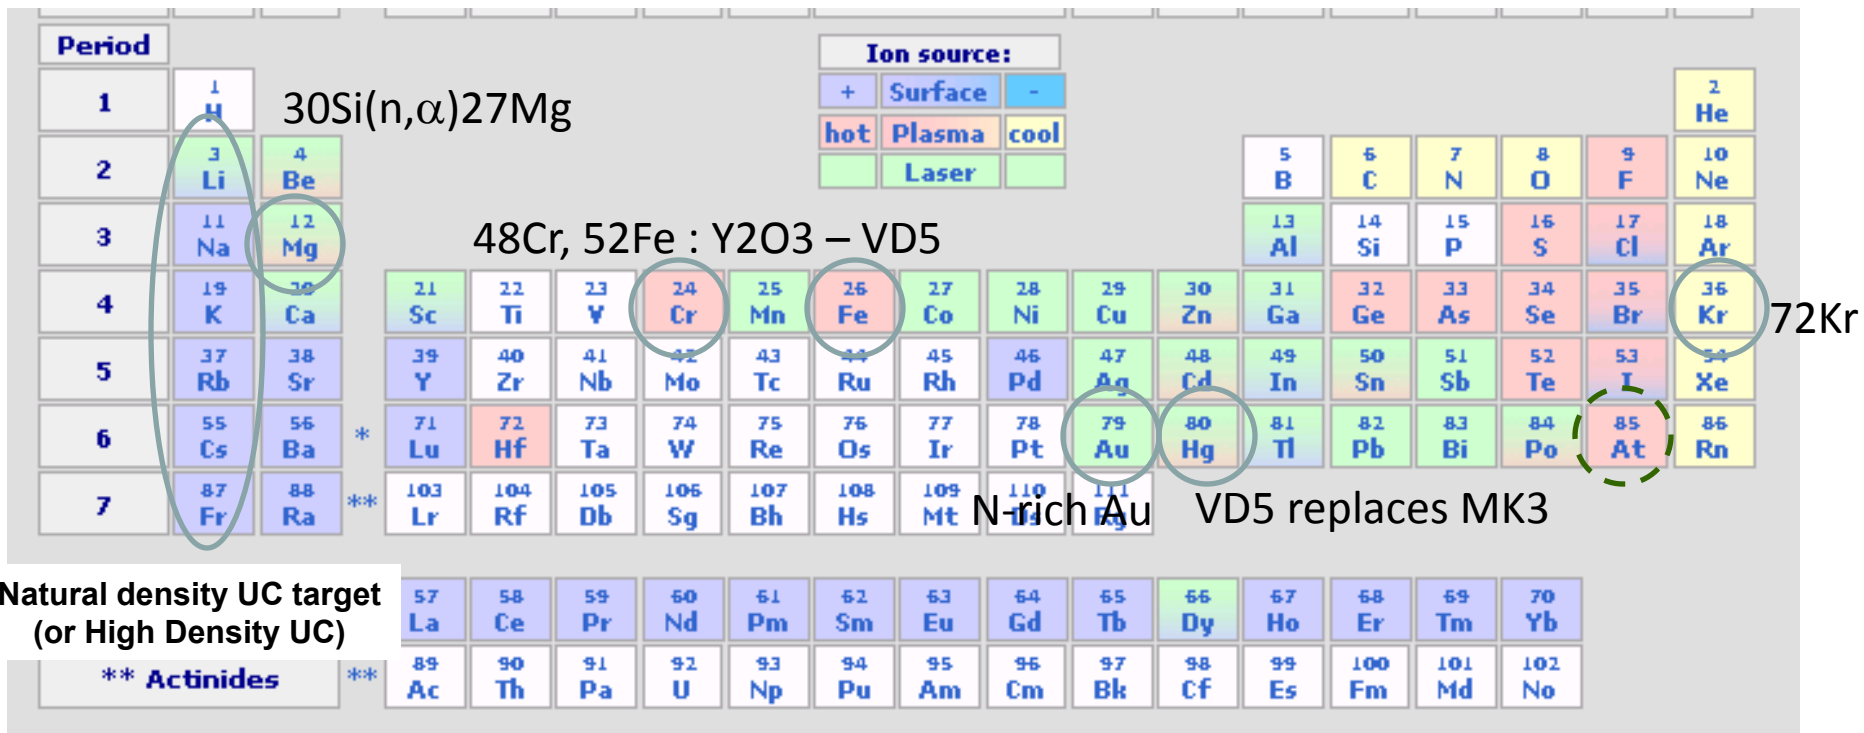 Period
Ion source:
+ Surface -
hot Plasma cool
Laser
30Si(n,α)27Mg
1
1 H
2 He
2
3 Li
4 Be
5 B
6 C
7 N
8 O
9 F
10 Ne
3
11 Na
12 Mg
48Cr, 52Fe : Y2O3 – VD5
13 Al
14 Si
15 P
16 S
17 Cl
18 Ar
4
19 K
20 Ca
21 Sc
22 Ti
23 V
24 Cr
25 Mn
26 Fe
27 Co
28 Ni
29 Cu
30 Zn
31 Ga
32 Ge
33 As
34 Se
35 Br
36 Kr
72Kr
5
37 Rb
38 Sr
39 Y
40 Zr
41 Nb
42 Mo
43 Tc
44 Ru
45 Rh
46 Pd
47 Ag
48 Cd
49 In
50 Sn
51 Sb
52 Te
53 I
54 Xe
6
55 Cs
56 Ba
*
71 Lu
72 Hf
73 Ta
74 W
75 Re
76 Os
77 Ir
78 Pt
79 Au
80 Hg
81 Tl
82 Pb
83 Bi
84 Po
85 At
86 Rn
7
87 Fr
88 Ra
**
103 Lr
104 Rf
105 Db
106 Sg
107 Bh
108 Hs
109 Mt
110 Ds
111 Rg
N-rich Au
VD5 replaces MK3
Natural density UC target
(or High Density UC)
57 La
58 Ce
59 Pr
60 Nd
61 Pm
62 Sm
63 Eu
64 Gd
65 Tb
66 Dy
67 Ho
68 Er
69 Tm
70 Yb
** Actinides
**
89 Ac
90 Th
91 Pa
92 U
93 Np
94 Pu
95 Am
96 Cm
97 Bk
98 Cf
99 Es
100 Fm
101 Md
102 No